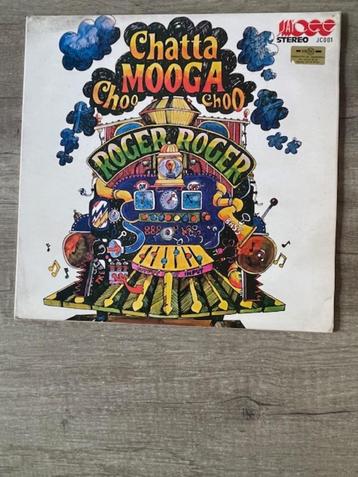 Chatta
MOOGA
Choo Choo
STEREO JC001
ROGER ROGER